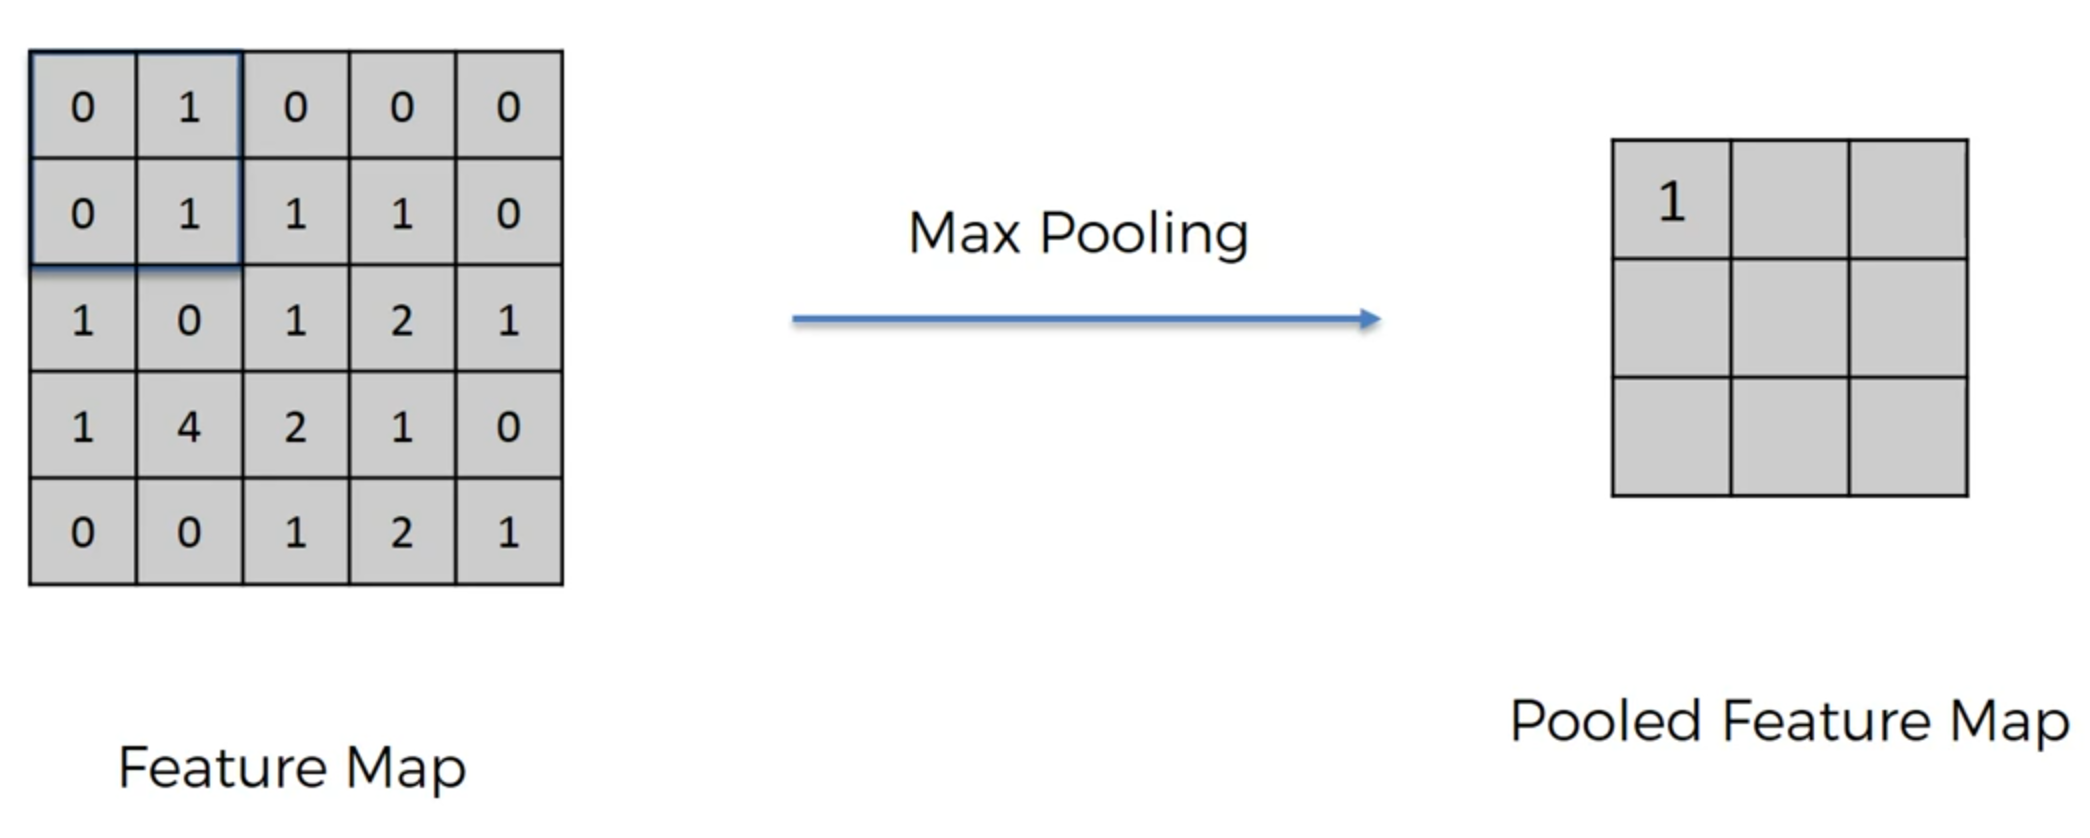 0 1 0 0 0
0 1 1 1 0
1 0 1 2 1
1 4 2 1 0
0 0 1 2 1
Feature Map
Max Pooling
1
Pooled Feature Map